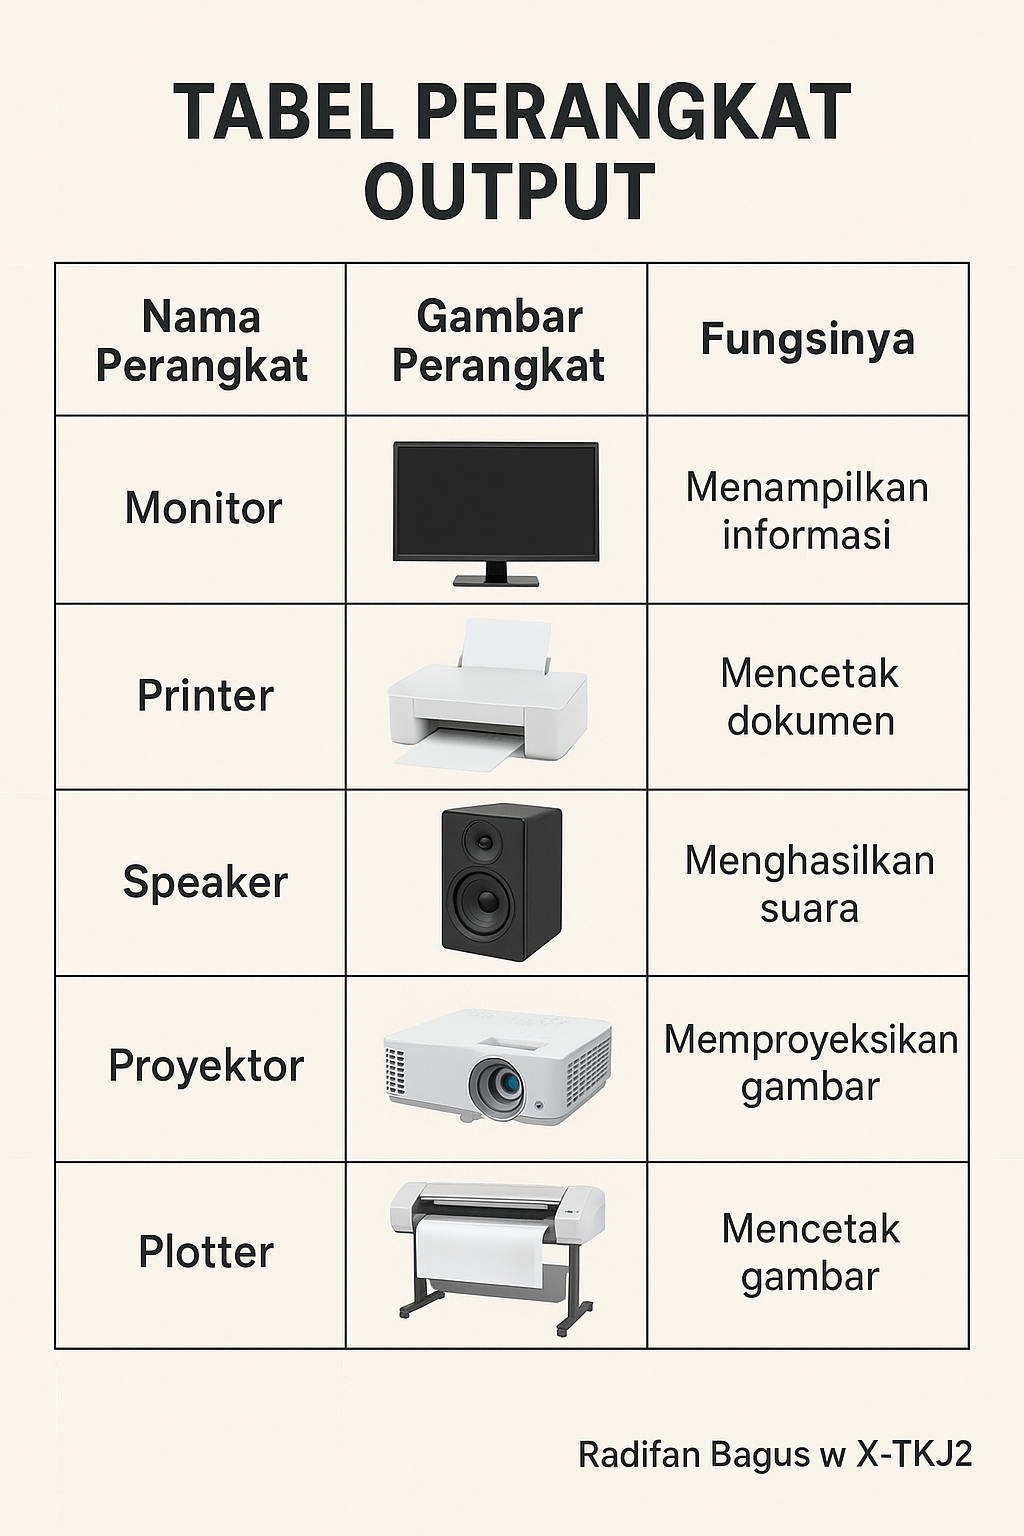 TABEL PERANGKAT
OUTPUT
Nama
Perangkat
Gambar
Perangkat
Fungsinya
Monitor
Menampilkan
informasi
Printer
Mencetak
dokumen
Speaker
Menghasilkan
suara
Proyektor
Memproyeksikan
gambar
Plotter
Mencetak
gambar
Radifan Bagus w X-TKJ2